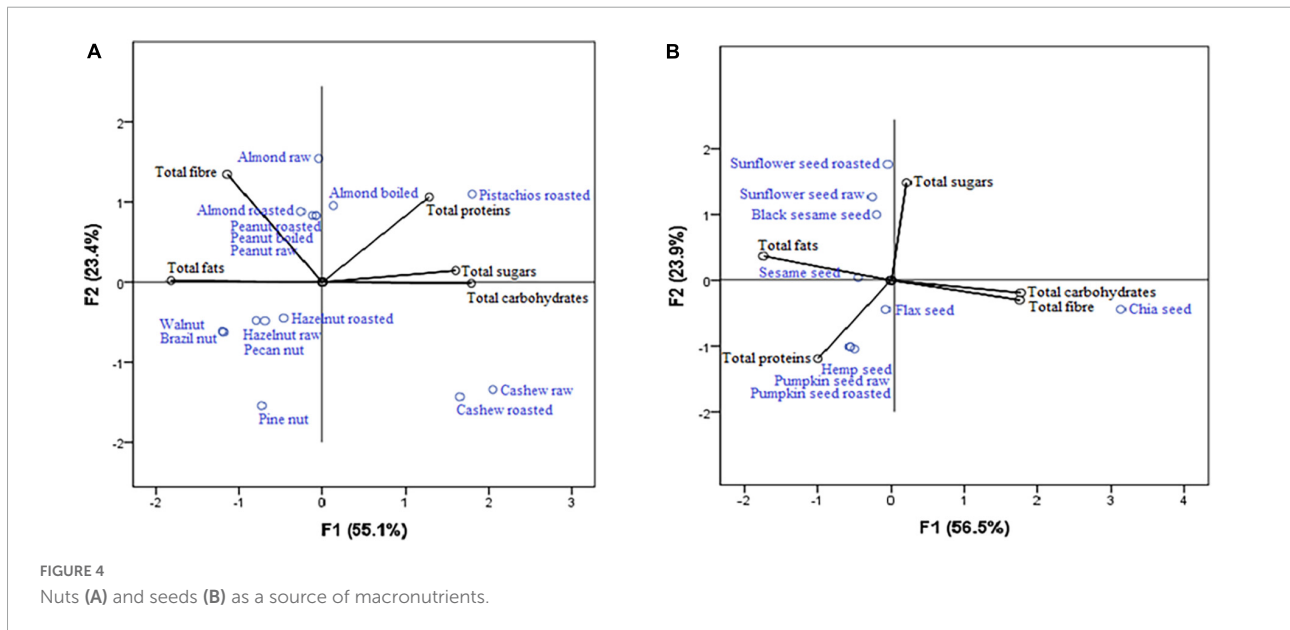 A
2
1
0
-1
-2
F2 (23.4%)
Almond raw
Total fibre
Almond boiled
Pistachios roasted
Almond roasted
Total proteins
Peanut roasted
Peanut boiled
Peanut raw
Total fats
Total sugars
Total carbohydrates
Walnut
Brazil nut
Hazelnut roasted
Hazelnut raw
Pecan nut
Cashew raw
Cashew roasted
Pine nut
-2 -1 0 1 2 3
F1 (55.1%)
B
2
1
0
-1
-2
F2 (23.9%)
Sunflower seed roasted
Total sugars
Sunflower seed raw
Black sesame seed
Total fats
Sesame seed
Total carbohydrates
Total fibre
Flax seed
Chia seed
Total proteins
Hemp seed
Pumpkin seed raw
Pumpkin seed roasted
-2 -1 0 1 2 3 4
F1 (56.5%)
FIGURE 4
Nuts (A) and seeds (B) as a source of macronutrients.